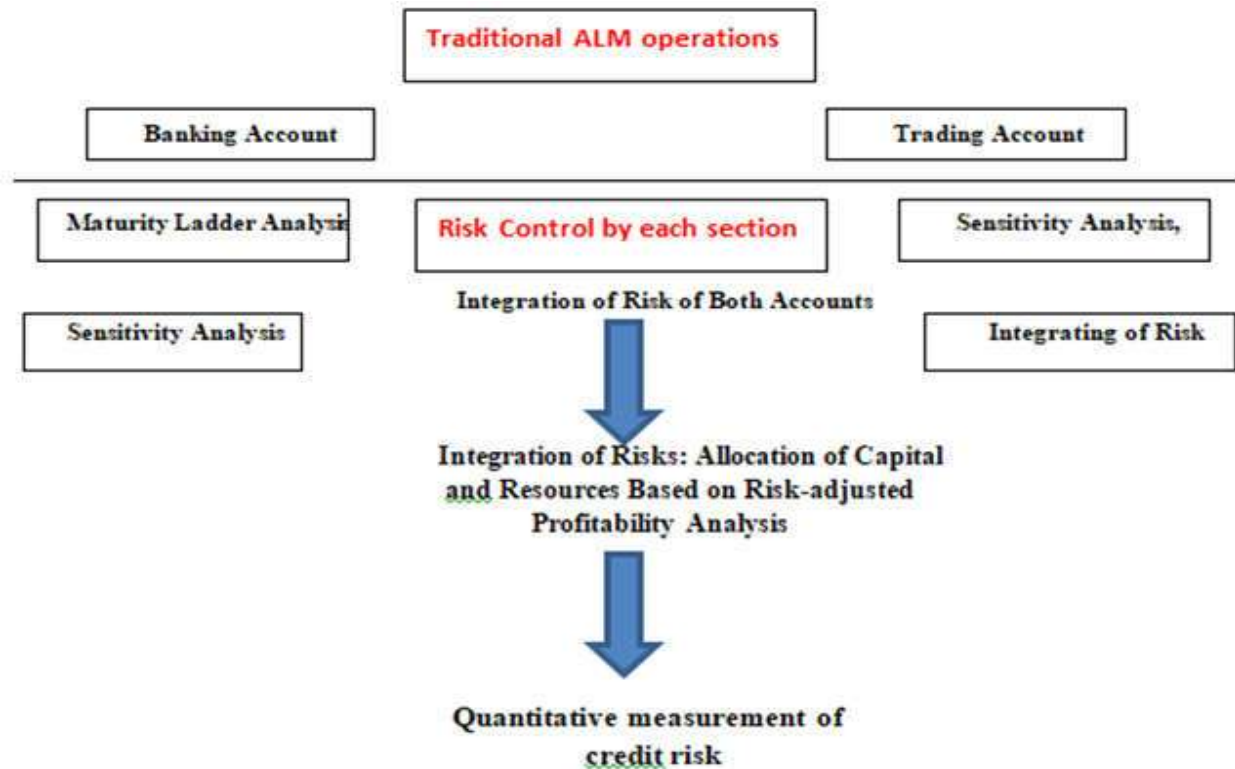 Traditional ALM operations
Banking Account
Trading Account
Maturity Ladder Analysis
Risk Control by each section
Sensitivity Analysis,
Integration of Risk of Both Accounts
Sensitivity Analysis
Integrating of Risk
Integration of Risks: Allocation of Capital
and Resources Based on Risk-adjusted
Profitability Analysis
Quantitative measurement of
credit risk